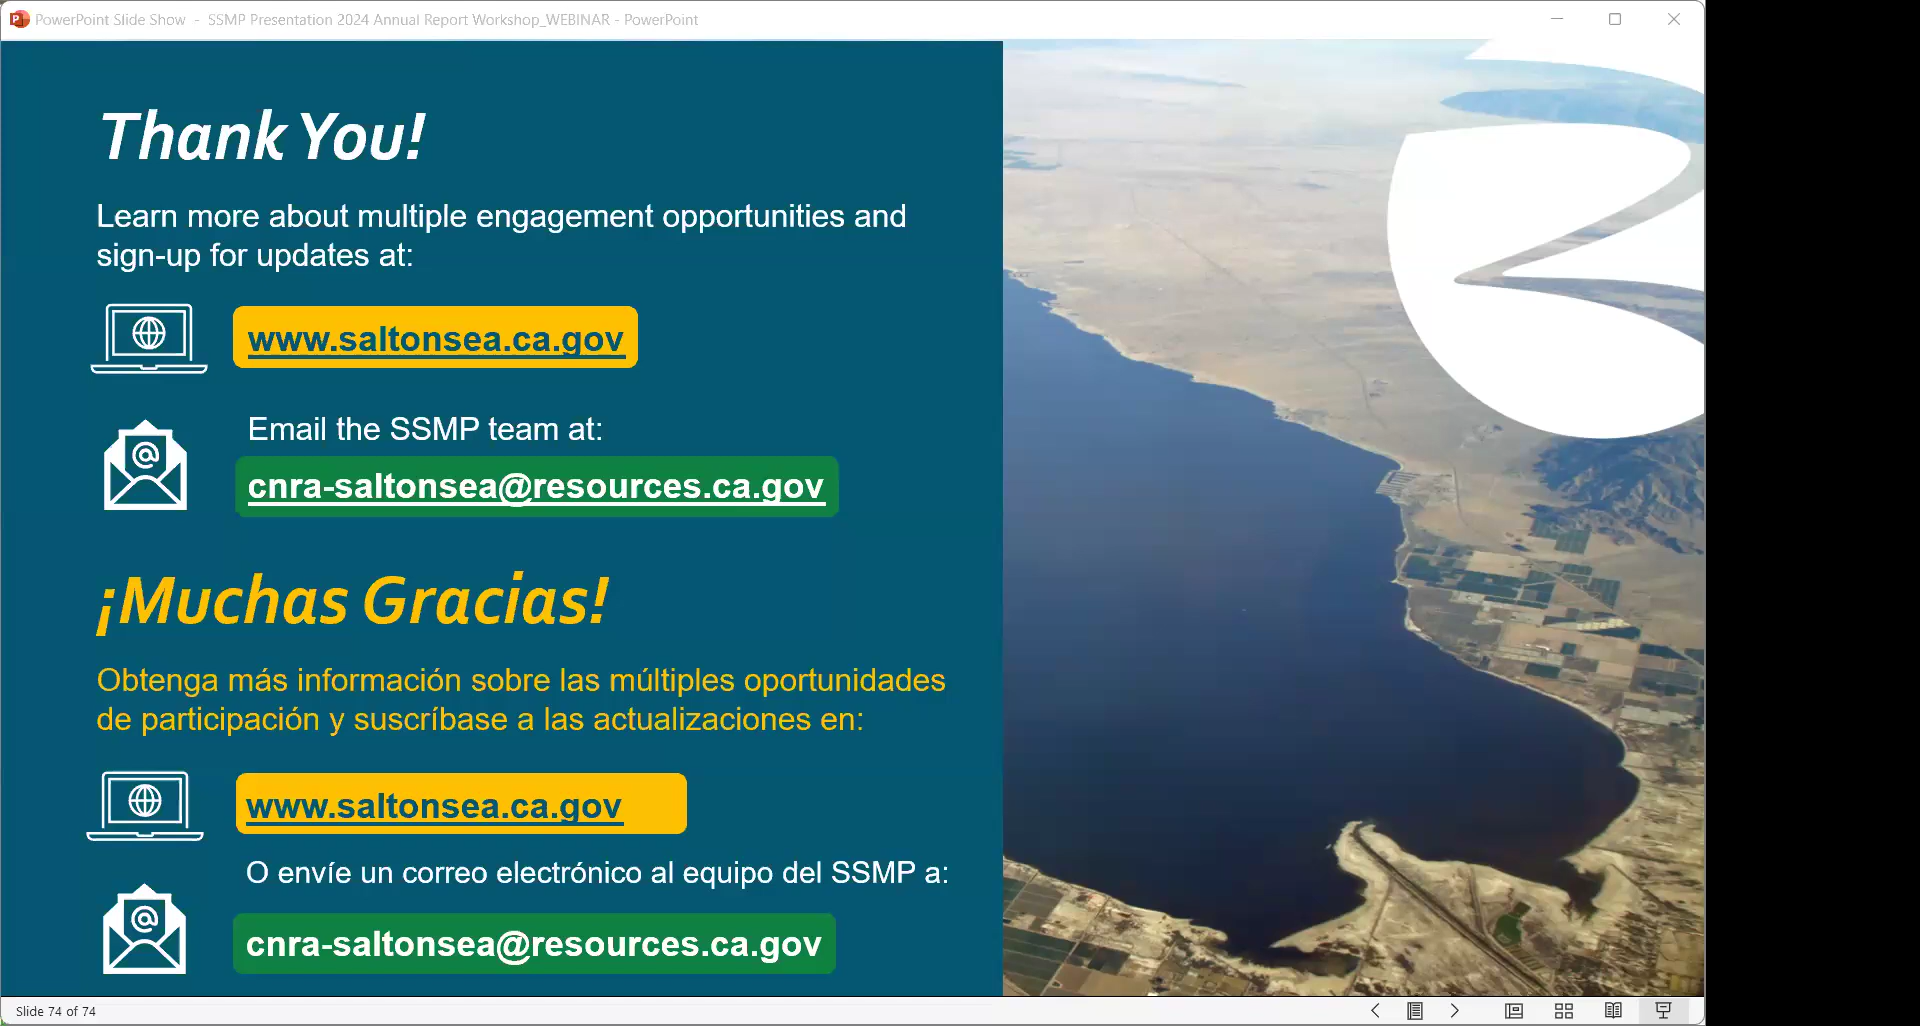 PowerPoint Slide Show - SSMP Presentation 2024 Annual Report Workshop_WEBINAR - PowerPoint
Thank You!
Learn more about multiple engagement opportunities and
sign-up for updates at:
www.saltonsea.ca.gov
Email the SSMP team at:
cnra-saltonsea@resources.ca.gov
¡Muchas Gracias!
Obtenga más información sobre las múltiples oportunidades
de participación y suscríbase a las actualizaciones en:
www.saltonsea.ca.gov
O envíe un correo electrónico al equipo del SSMP a:
cnra-saltonsea@resources.ca.gov
Slide 74 of 74